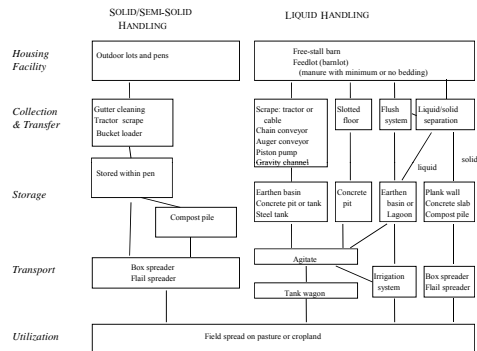 SOLID/SEMI-SOLID
HANDLING
LIQUID HANDLING
Housing
Facility
Outdoor lots and pens
Free-stall barn
Feedlot (barnlot)
(manure with minimum or no bedding)
Collection
& Transfer
Gutter cleaning
Tractor scrape
Bucket loader
Scrape: tractor or
cable
Chain conveyor
Auger conveyor
Piston pump
Gravity channel
Slotted
floor
Flush
system
Liquid/solid
separation
liquid
solid
Stored within pen
Storage
Compost pile
Earthen basin
Concrete pit or tank
Steel tank
Concrete
pit
Earthen
basin or
Lagoon
Plank wall
Concrete slab
Compost pile
Agitate
Transport
Box spreader
Flail spreader
Tank wagon
Irrigation
system
Box spreader
Flail spreader
Utilization
Field spread on pasture or cropland